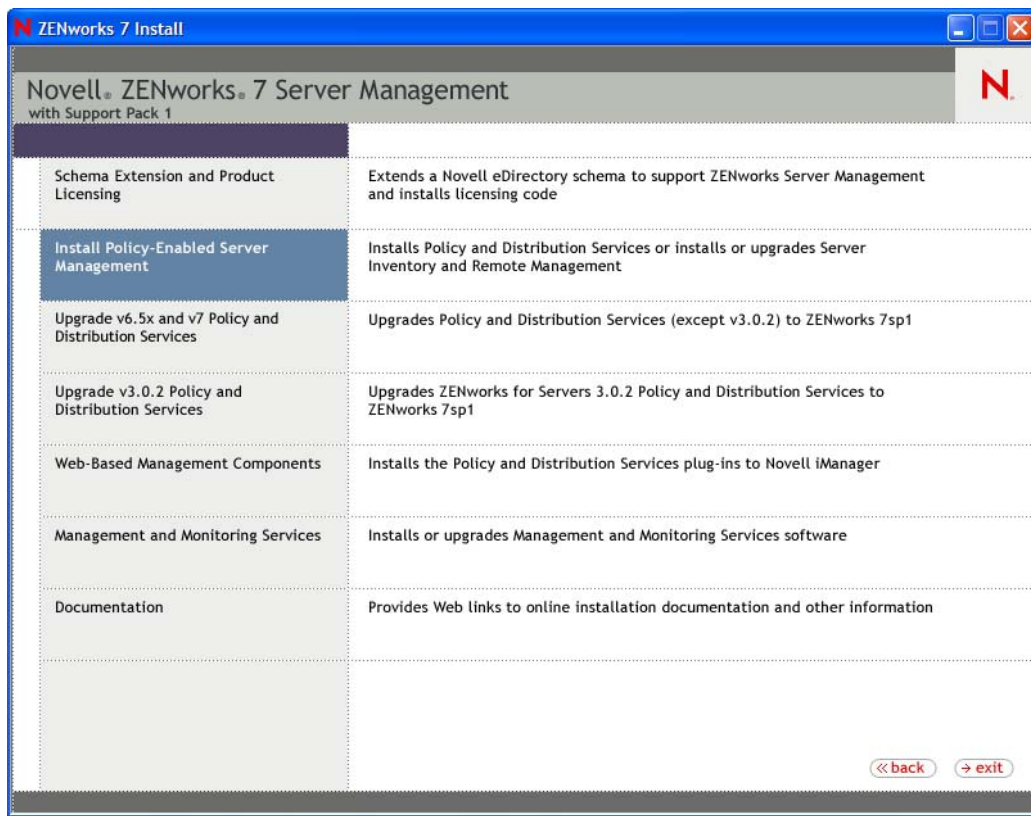 ZENworks 7 Install
Novell® ZENworks® 7 Server Management
with Support Pack 1
N®
Schema Extension and Product
Licensing
Extends a Novell eDirectory schema to support ZENworks Server Management
and installs licensing code
Install Policy-Enabled Server
Management
Installs Policy and Distribution Services or installs or upgrades Server
Inventory and Remote Management
Upgrade v6.5x and v7 Policy and
Distribution Services
Upgrades Policy and Distribution Services (except v3.0.2) to ZENworks 7sp1
Upgrade v3.0.2 Policy and
Distribution Services
Upgrades ZENworks for Servers 3.0.2 Policy and Distribution Services to
ZENworks 7sp1
Web-Based Management Components
Installs the Policy and Distribution Services plug-ins to Novell iManager
Management and Monitoring Services
Installs or upgrades Management and Monitoring Services software
Documentation
Provides Web links to online installation documentation and other information
« back
→ exit